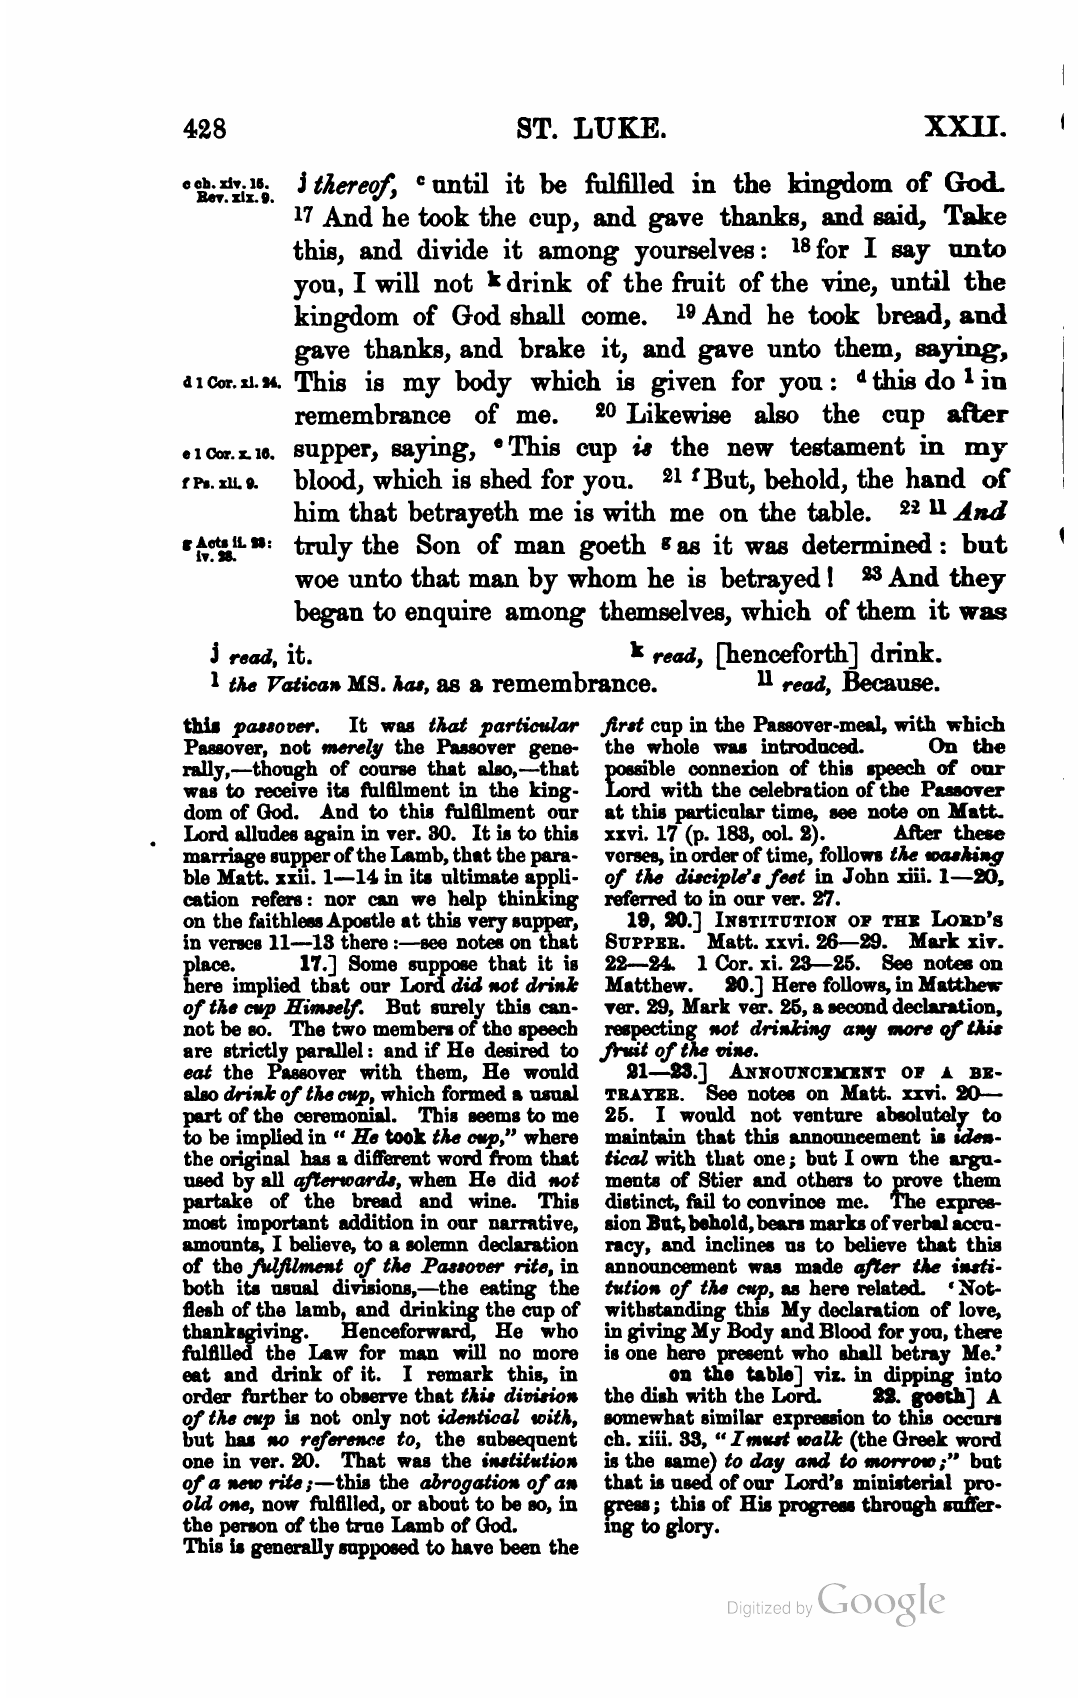 428 ST. LUKE. XXII.
c ch. xiv. 15. j thereof, c until it be fulfilled in the kingdom of God.
Rev. xix. 9.
17 And he took the cup, and gave thanks, and said, Take
this, and divide it among yourselves : 18 for I say unto
you, I will not k drink of the fruit of the vine, until the
kingdom of God shall come. 19 And he took bread, and
gave thanks, and brake it, and gave unto them, saying,
d 1 Cor. xi. 24. This is my body which is given for you : d this do l in
remembrance of me. 20 Likewise also the cup after
e 1 Cor. x. 16. supper, saying, e This cup is the new testament in my
f Ps. xli. 9. blood, which is shed for you. 21 f But, behold, the hand of
him that betrayeth me is with me on the table. 22 ll And
g Acts ii. 23: truly the Son of man goeth g as it was determined : but
iv. 28.
woe unto that man by whom he is betrayed ! 23 And they
began to enquire among themselves, which of them it was
j read, it. k read, [henceforth] drink.
l the Vatican MS. has, as a remembrance. ll read, Because.
this passover. It was that particular
Passover, not merely the Passover gene-
rally,—though of course that also,—that
was to receive its fulfilment in the king-
dom of God. And to this fulfilment our
Lord alludes again in ver. 30. It is to this
marriage supper of the Lamb, that the para-
ble Matt. xxii. 1—14 in its ultimate appli-
cation refers : nor can we help thinking
on the faithless Apostle at this very supper,
in verses 11—13 there :—see notes on that
place. 17.] Some suppose that it is
here implied that our Lord did not drink
of the cup Himself. But surely this can-
not be so. The two members of the speech
are strictly parallel : and if He desired to
eat the Passover with them, He would
also drink of the cup, which formed a usual
part of the ceremonial. This seems to me
to be implied in “ He took the cup,” where
the original has a different word from that
used by all afterwards, when He did not
partake of the bread and wine. This
most important addition in our narrative,
amounts, I believe, to a solemn declaration
of the fulfilment of the Passover rite, in
both its usual divisions,—the eating the
flesh of the lamb, and drinking the cup of
thanksgiving. Henceforward, He who
fulfilled the Law for man will no more
eat and drink of it. I remark this, in
order further to observe that this division
of the cup is not only not identical with,
but has no reference to, the subsequent
one in ver. 20. That was the institution
of a new rite ;—this the abrogation of an
old one, now fulfilled, or about to be so, in
the person of the true Lamb of God.
This is generally supposed to have been the
first cup in the Passover-meal, with which
the whole was introduced. On the
possible connexion of this speech of our
Lord with the celebration of the Passover
at this particular time, see note on Matt.
xxvi. 17 (p. 183, col. 2). After these
verses, in order of time, follows the washing
of the disciple's feet in John xiii. 1—20,
referred to in our ver. 27.
19, 20.] INSTITUTION OF THE LORD'S
SUPPER. Matt. xxvi. 26—29. Mark xiv.
22—24. 1 Cor. xi. 23—25. See notes on
Matthew. 20.] Here follows, in Matthew
ver. 29, Mark ver. 25, a second declaration,
respecting not drinking any more of this
fruit of the vine.
21—23.] ANNOUNCEMENT OF A BE-
TRAYER. See notes on Matt. xxvi. 20—
25. I would not venture absolutely to
maintain that this announcement is iden-
tical with that one ; but I own the argu-
ments of Stier and others to prove them
distinct, fail to convince me. The expres-
sion But, behold, bears marks of verbal accu-
racy, and inclines us to believe that this
announcement was made after the insti-
tution of the cup, as here related. ‘ Not-
withstanding this My declaration of love,
in giving My Body and Blood for you, there
is one here present who shall betray Me.’
on the table] viz. in dipping into
the dish with the Lord. 22. goeth] A
somewhat similar expression to this occurs
ch. xiii. 33, “ I must walk (the Greek word
is the same) to day and to morrow ;” but
that is used of our Lord's ministerial pro-
gress ; this of His progress through suffer-
ing to glory.
Digitized by Google